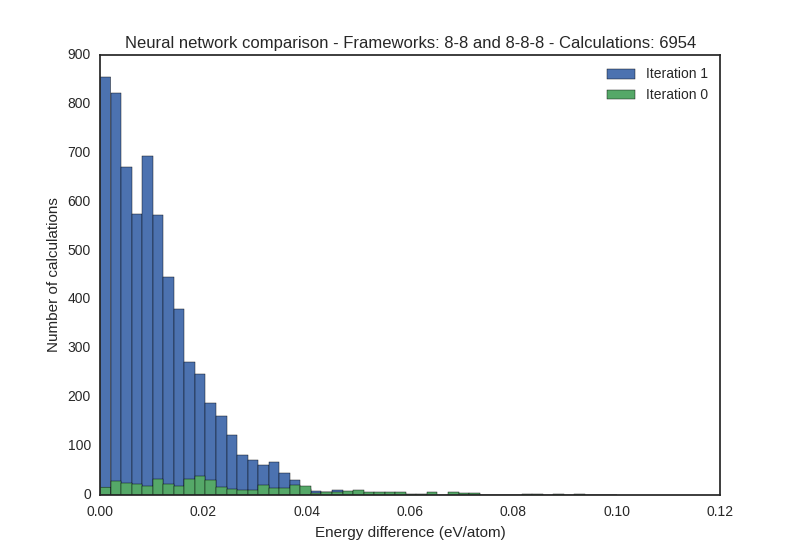 Neural network comparison - Frameworks: 8-8 and 8-8-8 - Calculations: 6954
900
800
700
600
500
400
300
200
100
0
Number of calculations
Iteration 1
Iteration 0
0.00 0.02 0.04 0.06 0.08 0.10 0.12
Energy difference (eV/atom)